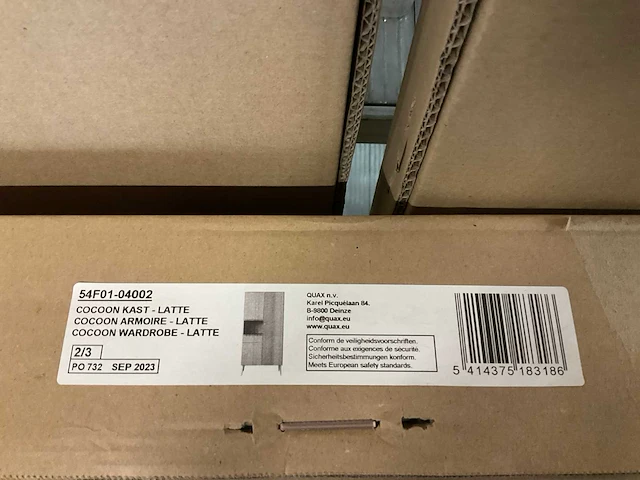 54F01-04002
COCOON KAST - LATTE
COCOON ARMOIRE - LATTE
COCOON WARDROBE - LATTE
2/3
PO 732 SEP 2023
QUAX n.v.
Karel Picquélaan 84.
B-9800 Deinze
info@quax.eu
www.quax.eu
Conform de veiligheidsvoorschriften.
Conforme aux exigences de sécurité.
Sicherheitsbestimmungen konform.
Meets European safety standards.
5 414375 183186